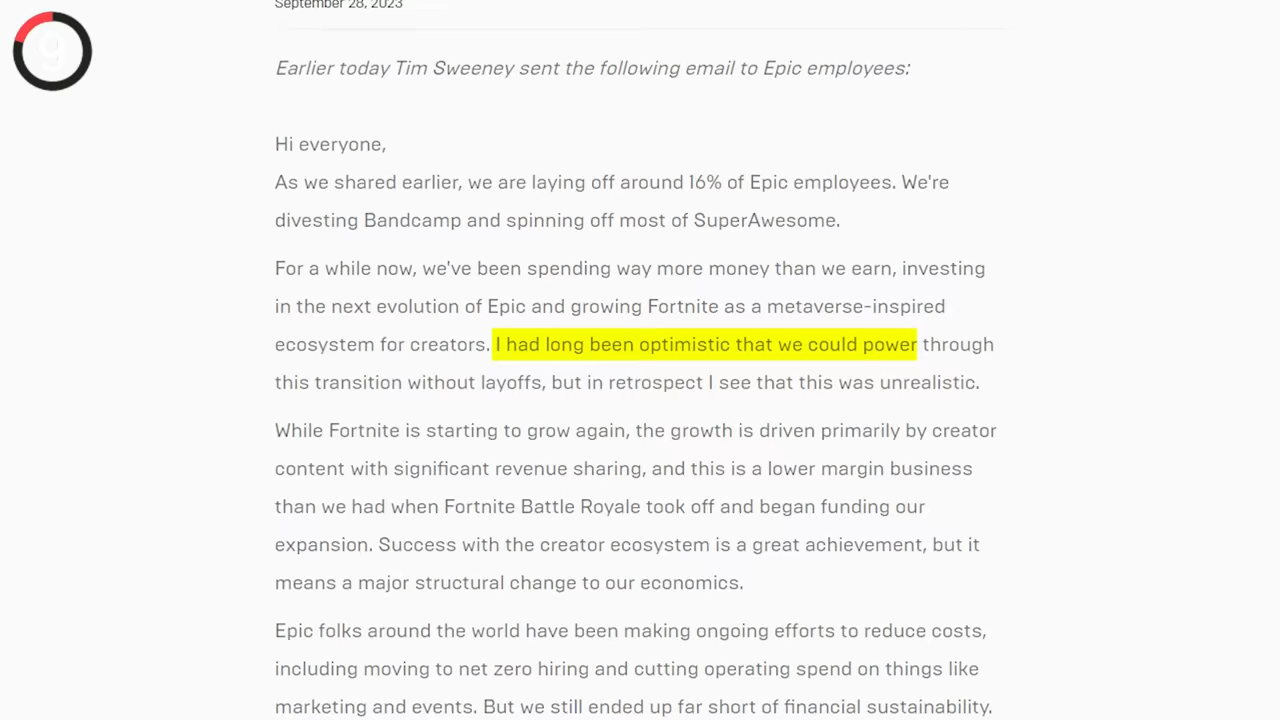 September 28, 2023
9
Earlier today Tim Sweeney sent the following email to Epic employees:
Hi everyone,
As we shared earlier, we are laying off around 16% of Epic employees. We're
divesting Bandcamp and spinning off most of SuperAwesome.
For a while now, we've been spending way more money than we earn, investing
in the next evolution of Epic and growing Fortnite as a metaverse-inspired
ecosystem for creators. I had long been optimistic that we could power through
this transition without layoffs, but in retrospect I see that this was unrealistic.
While Fortnite is starting to grow again, the growth is driven primarily by creator
content with significant revenue sharing, and this is a lower margin business
than we had when Fortnite Battle Royale took off and began funding our
expansion. Success with the creator ecosystem is a great achievement, but it
means a major structural change to our economics.
Epic folks around the world have been making ongoing efforts to reduce costs,
including moving to net zero hiring and cutting operating spend on things like
marketing and events. But we still ended up far short of financial sustainability.